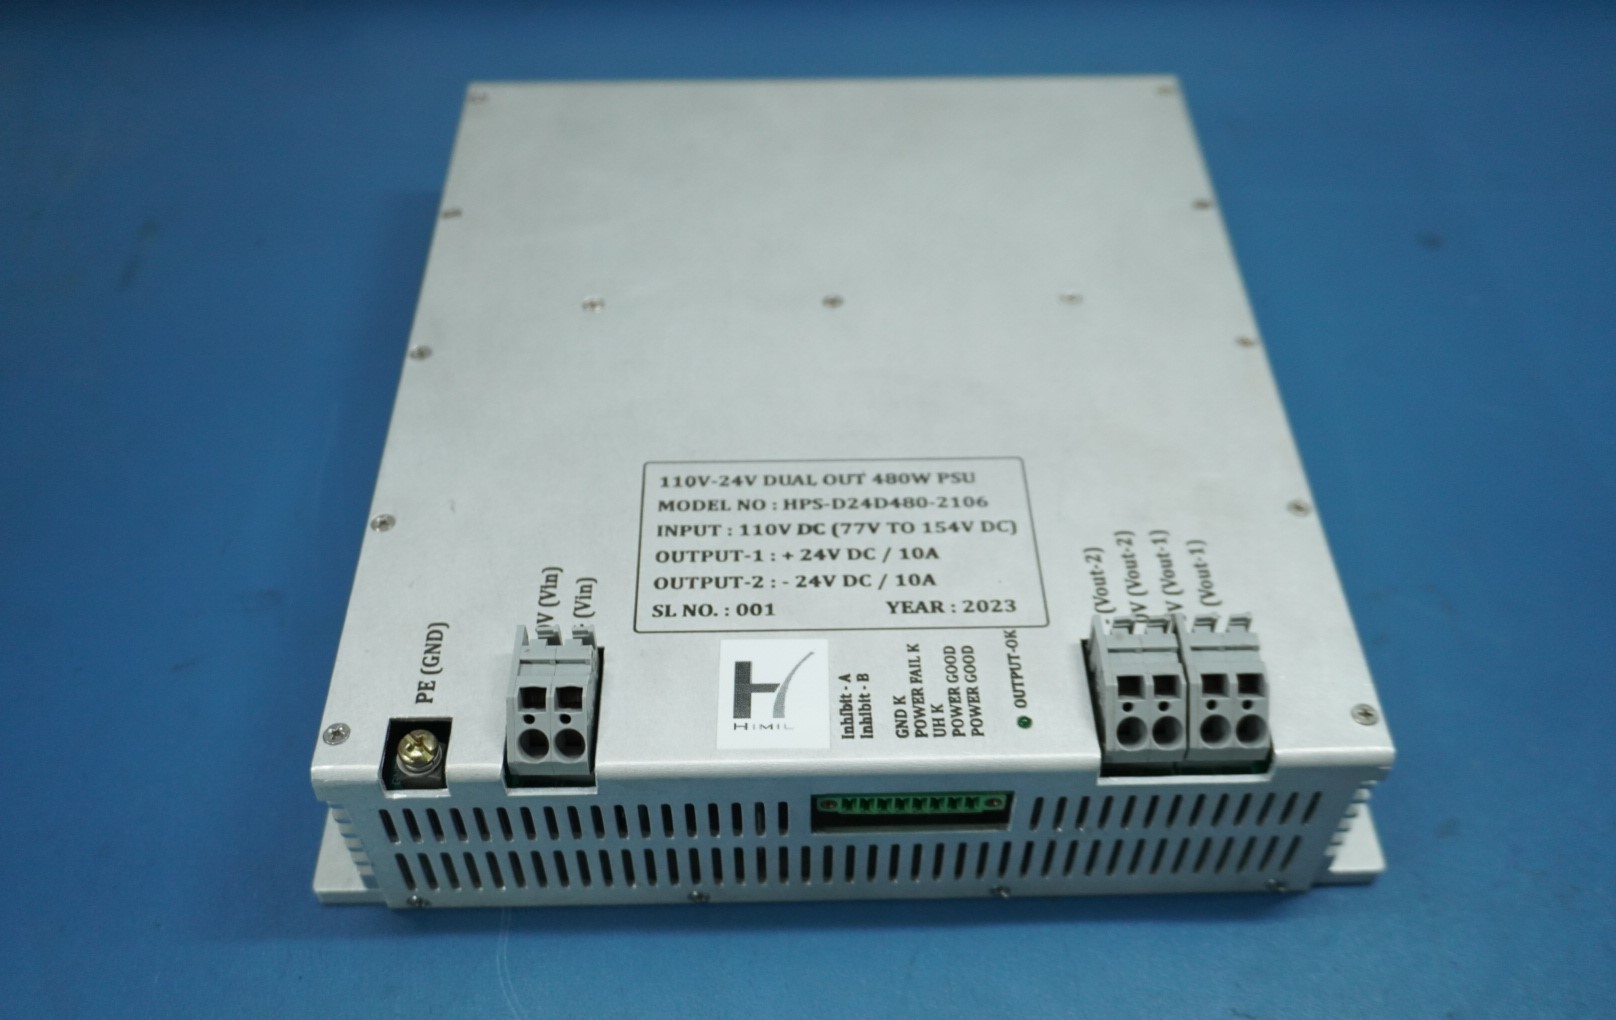 110V-24V DUAL OUT 480W PSU
MODEL NO : HPS-D24D480-2106
INPUT : 110V DC (77V TO 154V DC)
OUTPUT-1 : + 24V DC / 10A
OUTPUT-2 : - 24V DC / 10A
SL NO. : 001 YEAR : 2023
PE (GND)
(Vin)
(Vin)
HIMIL
Inhibit - A
Inhibit - B
GND K
POWER FAIL K
UH K
POWER GOOD
POWER GOOD
OUTPUT-OK
(Vout-2)
(Vout-2)
(Vout-1)
(Vout-1)